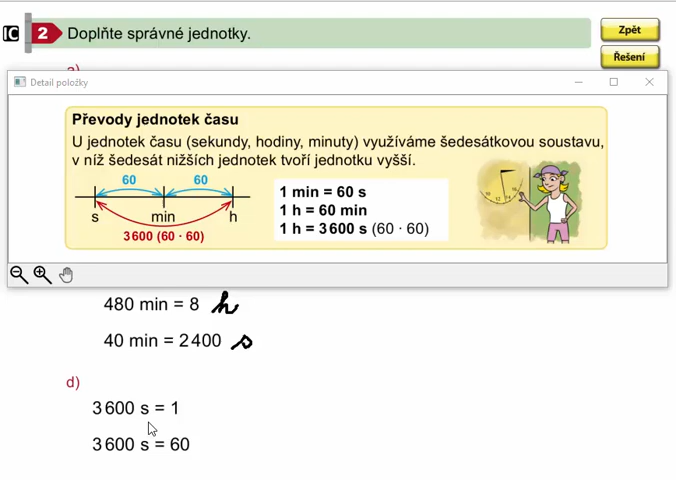 2 Doplňte správné jednotky.
Zpět
Řešení
a)
Detail položky
Převody jednotek času
U jednotek času (sekundy, hodiny, minuty) využíváme šedesátkovou soustavu,
v níž šedesát nižších jednotek tvoří jednotku vyšší.
60 60
s min h
3 600 (60 · 60)
1 min = 60 s
1 h = 60 min
1 h = 3 600 s (60 · 60)
480 min = 8 h
40 min = 2 400 s
d)
3 600 s = 1
3 600 s = 60